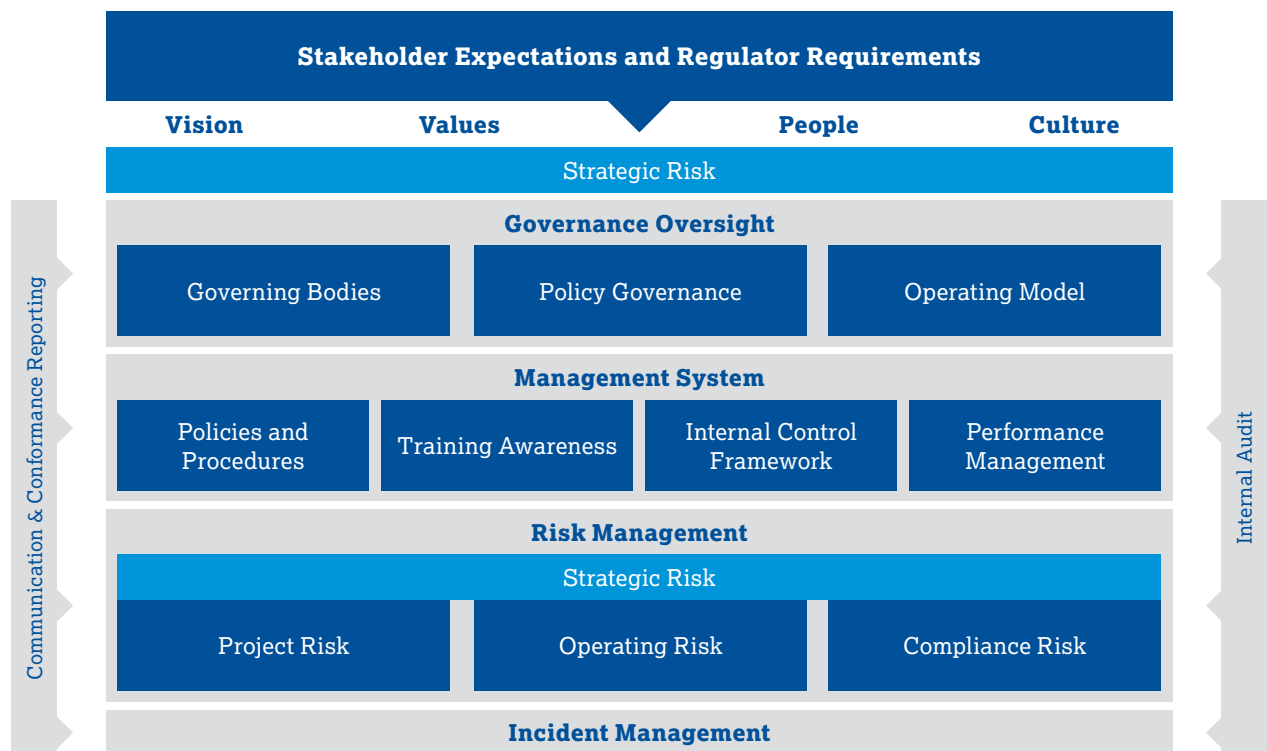 Stakeholder Expectations and Regulator Requirements
Vision
Values
People
Culture
Strategic Risk
Communication & Conformance Reporting
Governance Oversight
Governing Bodies
Policy Governance
Operating Model
Management System
Policies and
Procedures
Training Awareness
Internal Control
Framework
Performance
Management
Risk Management
Strategic Risk
Project Risk
Operating Risk
Compliance Risk
Incident Management
Internal Audit